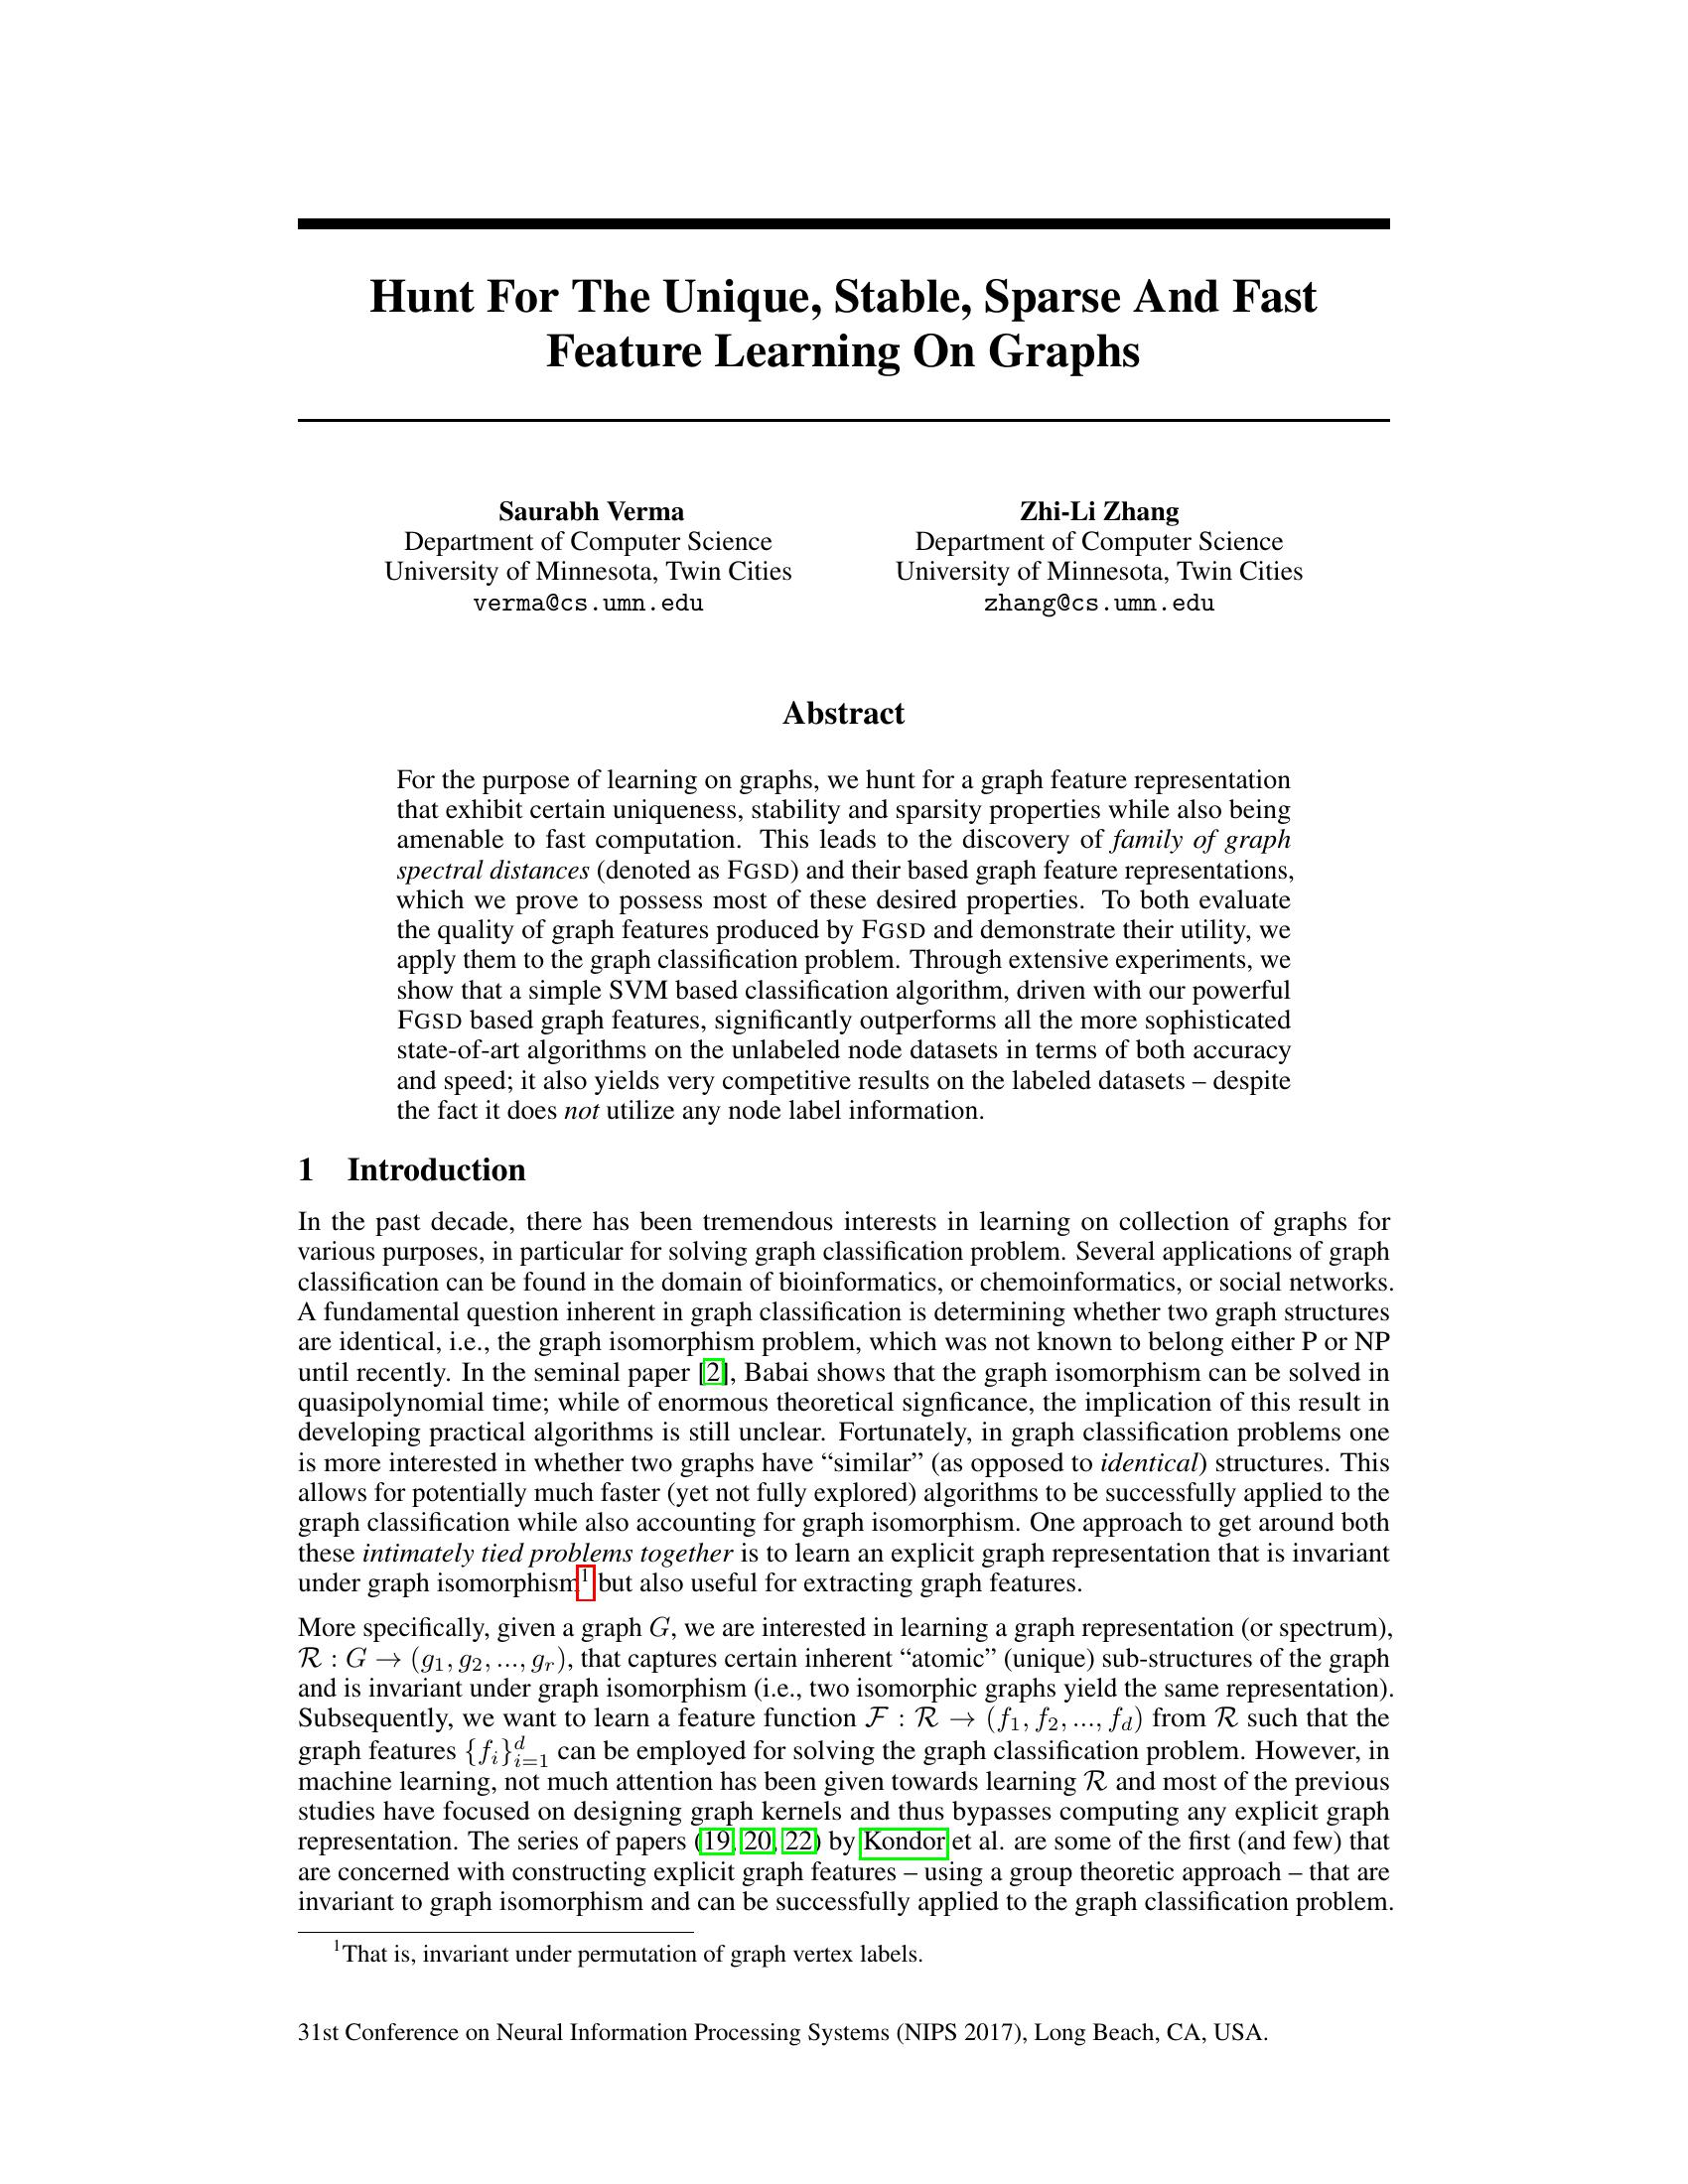 Hunt For The Unique, Stable, Sparse And Fast
Feature Learning On Graphs
Saurabh Verma
Department of Computer Science
University of Minnesota, Twin Cities
verma@cs.umn.edu
Zhi-Li Zhang
Department of Computer Science
University of Minnesota, Twin Cities
zhang@cs.umn.edu
Abstract
For the purpose of learning on graphs, we hunt for a graph feature representation
that exhibit certain uniqueness, stability and sparsity properties while also being
amenable to fast computation. This leads to the discovery of family of graph
spectral distances (denoted as FGSD) and their based graph feature representations,
which we prove to possess most of these desired properties. To both evaluate
the quality of graph features produced by FGSD and demonstrate their utility, we
apply them to the graph classification problem. Through extensive experiments, we
show that a simple SVM based classification algorithm, driven with our powerful
FGSD based graph features, significantly outperforms all the more sophisticated
state-of-art algorithms on the unlabeled node datasets in terms of both accuracy
and speed; it also yields very competitive results on the labeled datasets – despite
the fact it does not utilize any node label information.
1 Introduction
In the past decade, there has been tremendous interests in learning on collection of graphs for
various purposes, in particular for solving graph classification problem. Several applications of graph
classification can be found in the domain of bioinformatics, or chemoinformatics, or social networks.
A fundamental question inherent in graph classification is determining whether two graph structures
are identical, i.e., the graph isomorphism problem, which was not known to belong either P or NP
until recently. In the seminal paper [2], Babai shows that the graph isomorphism can be solved in
quasipolynomial time; while of enormous theoretical signficance, the implication of this result in
developing practical algorithms is still unclear. Fortunately, in graph classification problems one
is more interested in whether two graphs have “similar” (as opposed to identical) structures. This
allows for potentially much faster (yet not fully explored) algorithms to be successfully applied to the
graph classification while also accounting for graph isomorphism. One approach to get around both
these intimately tied problems together is to learn an explicit graph representation that is invariant
under graph isomorphism¹ but also useful for extracting graph features.
More specifically, given a graph G, we are interested in learning a graph representation (or spectrum),
ℛ : G → (g₁, g₂, ..., gᵣ), that captures certain inherent “atomic” (unique) sub-structures of the graph
and is invariant under graph isomorphism (i.e., two isomorphic graphs yield the same representation).
Subsequently, we want to learn a feature function ℱ : ℛ → (f₁, f₂, ..., f_d) from ℛ such that the
graph features {f_i}_{i=1}^d can be employed for solving the graph classification problem. However, in
machine learning, not much attention has been given towards learning ℛ and most of the previous
studies have focused on designing graph kernels and thus bypasses computing any explicit graph
representation. The series of papers (19, 20, 22) by Kondor et al. are some of the first (and few) that
are concerned with constructing explicit graph features – using a group theoretic approach – that are
invariant to graph isomorphism and can be successfully applied to the graph classification problem.
¹That is, invariant under permutation of graph vertex labels.
31st Conference on Neural Information Processing Systems (NIPS 2017), Long Beach, CA, USA.